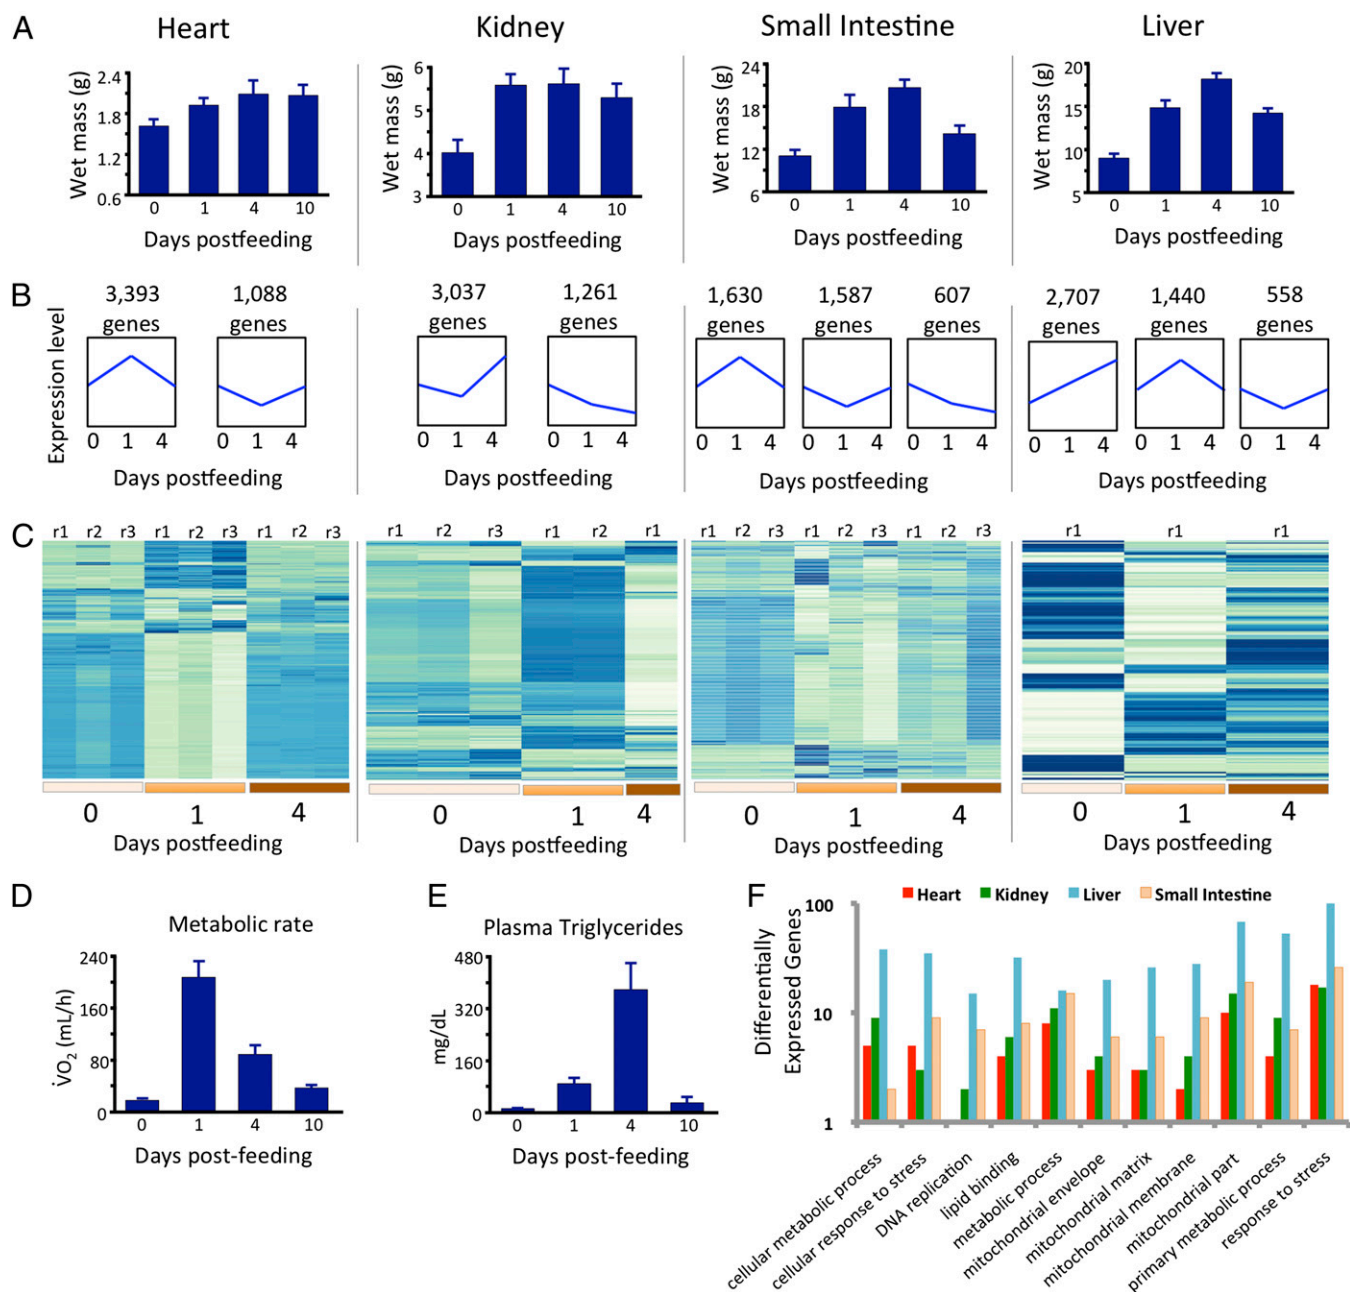 A
Heart
Kidney
Small Intestine
Liver
Wet mass (g)
2.4
1.8
1.2
0.6
0 1 4 10
Days postfeeding
Wet mass (g)
6
5
4
3
0 1 4 10
Days postfeeding
Wet mass (g)
24
18
12
6
0 1 4 10
Days postfeeding
Wet mass (g)
20
15
10
5
0 1 4 10
Days postfeeding
B
Expression level
3,393 genes
1,088 genes
0 1 4
0 1 4
Days postfeeding
3,037 genes
1,261 genes
0 1 4
0 1 4
Days postfeeding
1,630 genes
1,587 genes
607 genes
0 1 4
0 1 4
0 1 4
Days postfeeding
2,707 genes
1,440 genes
558 genes
0 1 4
0 1 4
0 1 4
Days postfeeding
C
r1 r2 r3 r1 r2 r3 r1 r2 r3
0 1 4
Days postfeeding
r1 r2 r3 r1 r2 r1
0 1 4
Days postfeeding
r1 r2 r3 r1 r2 r3 r1 r2 r3
0 1 4
Days postfeeding
r1 r1 r1
0 1 4
Days postfeeding
D
Metabolic rate
V̇O2 (mL/h)
240
160
80
0
0 1 4 10
Days post-feeding
E
Plasma Triglycerides
mg/dL
480
320
160
0
0 1 4 10
Days post-feeding
F
Heart Kidney Liver Small Intestine
Differentially
Expressed Genes
100
10
1
cellular metabolic process
cellular response to stress
DNA replication
lipid binding
metabolic process
mitochondrial envelope
mitochondrial matrix
mitochondrial membrane
mitochondrial part
primary metabolic process
response to stress